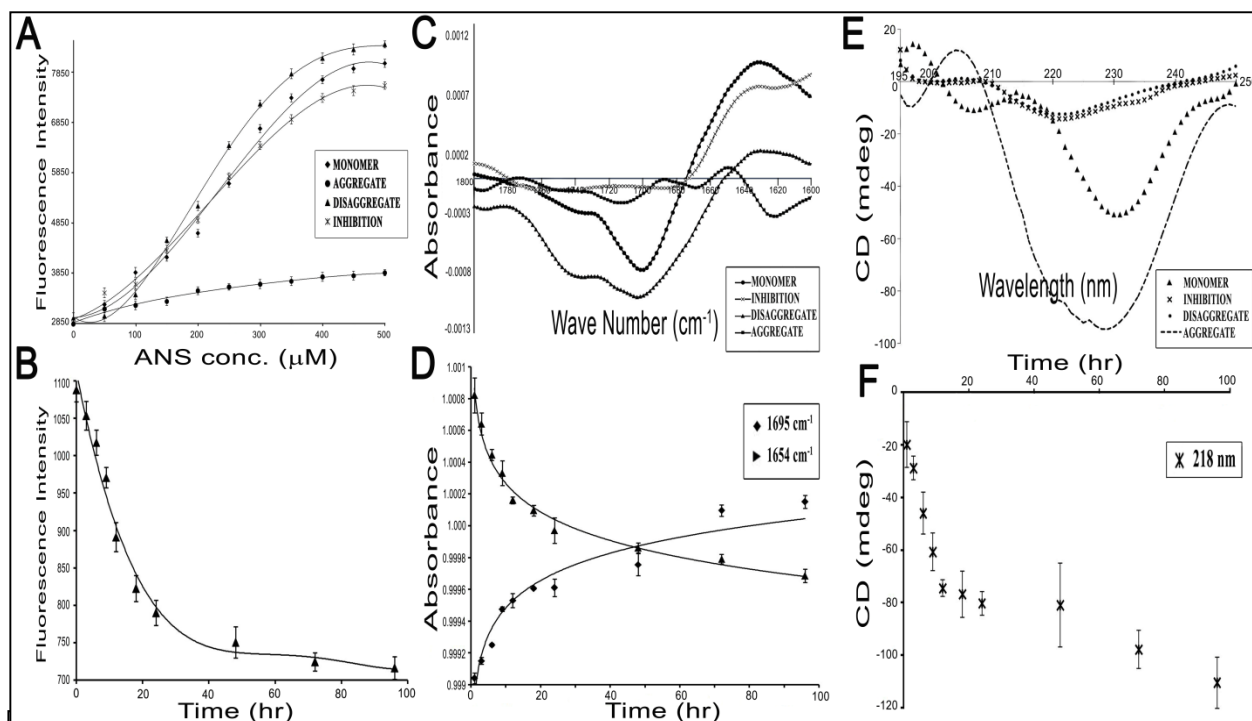 A
Fluorescence Intensity
7850
6850
5850
4850
3850
2850
MONOMER
AGGREGATE
DISAGGREGATE
INHIBITION
0 100 200 300 400 500
ANS conc. (μM)
B
Fluorescence Intensity
1100
1050
1000
950
900
850
800
750
700
0 20 40 60 80 100
Time (hr)
C
Absorbance
0.0012
0.0007
0.0002
-0.0003
-0.0008
-0.0013
1800 1780 1740 1720 1660 1640 1620 1600
Wave Number (cm-1)
MONOMER
INHIBITION
DISAGGREGATE
AGGREGATE
D
Absorbance
1.001
1.0008
1.0006
1.0004
1.0002
1.000
0.9998
0.9996
0.9994
0.9992
0.999
1695 cm-1
1654 cm-1
0 20 40 60 80 100
Time (hr)
E
CD (mdeg)
20
0
-20
-40
-60
-80
-100
195 200 210 220 230 240 25
Wavelength (nm)
MONOMER
INHIBITION
DISAGGREGATE
AGGREGATE
Time (hr)
F
CD (mdeg)
20 40 60 80 100
0
-20
-40
-60
-80
-100
-120
218 nm